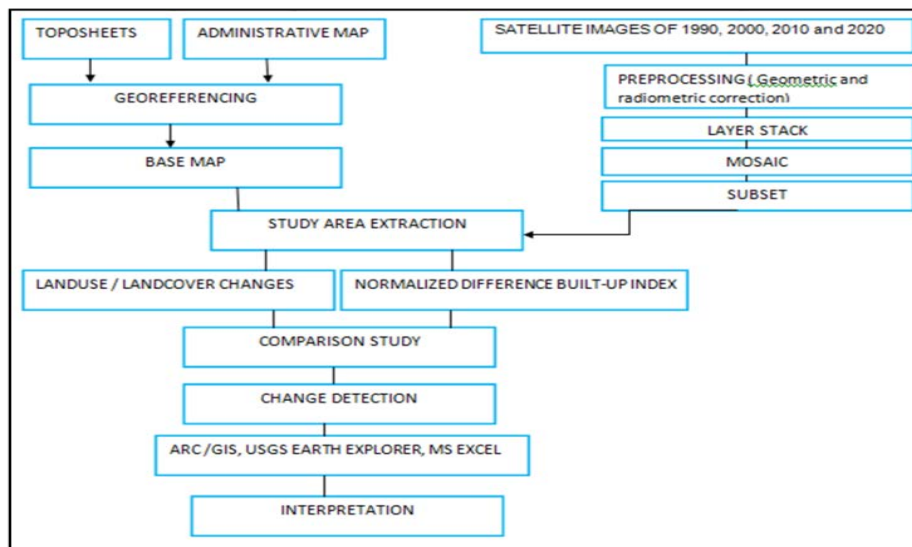 TOPOSHEETS
ADMINISTRATIVE MAP
SATELLITE IMAGES OF 1990, 2000, 2010 and 2020
GEOREFERENCING
PREPROCESSING ( Geometric and
radiometric correction)
BASE MAP
LAYER STACK
MOSAIC
SUBSET
STUDY AREA EXTRACTION
LANDUSE / LANDCOVER CHANGES
NORMALIZED DIFFERENCE BUILT-UP INDEX
COMPARISON STUDY
CHANGE DETECTION
ARC /GIS, USGS EARTH EXPLORER, MS EXCEL
INTERPRETATION